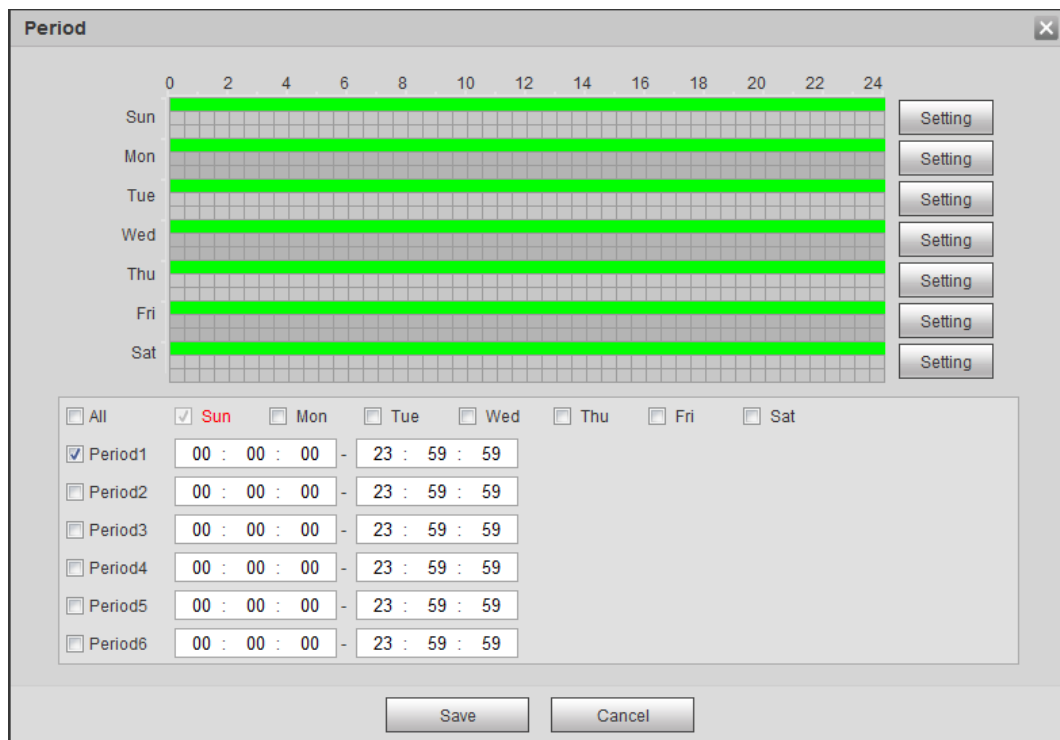 Period
0 2 4 6 8 10 12 14 16 18 20 22 24
Sun Setting
Mon Setting
Tue Setting
Wed Setting
Thu Setting
Fri Setting
Sat Setting
All Sun Mon Tue Wed Thu Fri Sat
Period1 00 : 00 : 00 - 23 : 59 : 59
Period2 00 : 00 : 00 - 23 : 59 : 59
Period3 00 : 00 : 00 - 23 : 59 : 59
Period4 00 : 00 : 00 - 23 : 59 : 59
Period5 00 : 00 : 00 - 23 : 59 : 59
Period6 00 : 00 : 00 - 23 : 59 : 59
Save Cancel